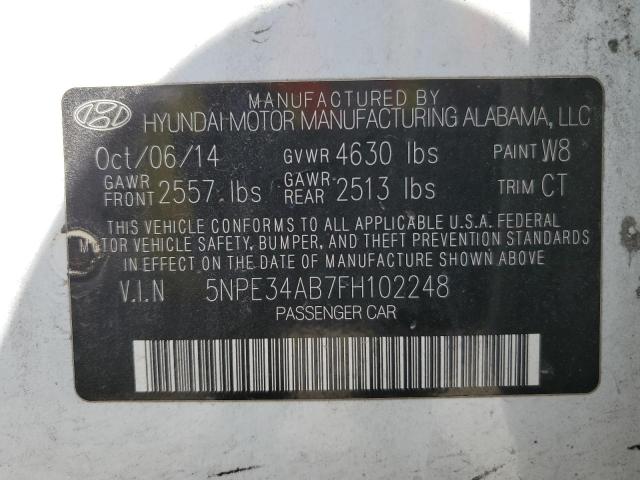 MANUFACTURED BY
HYUNDAI MOTOR MANUFACTURING ALABAMA, LLC
Oct/06/14 GVWR 4630 lbs PAINT W8
GAWR FRONT 2557 lbs GAWR REAR 2513 lbs TRIM CT
THIS VEHICLE CONFORMS TO ALL APPLICABLE U.S.A. FEDERAL
MOTOR VEHICLE SAFETY, BUMPER, AND THEFT PREVENTION STANDARDS
IN EFFECT ON THE DATE OF MANUFACTURE SHOWN ABOVE.
V.I.N 5NPE34AB7FH102248
PASSENGER CAR